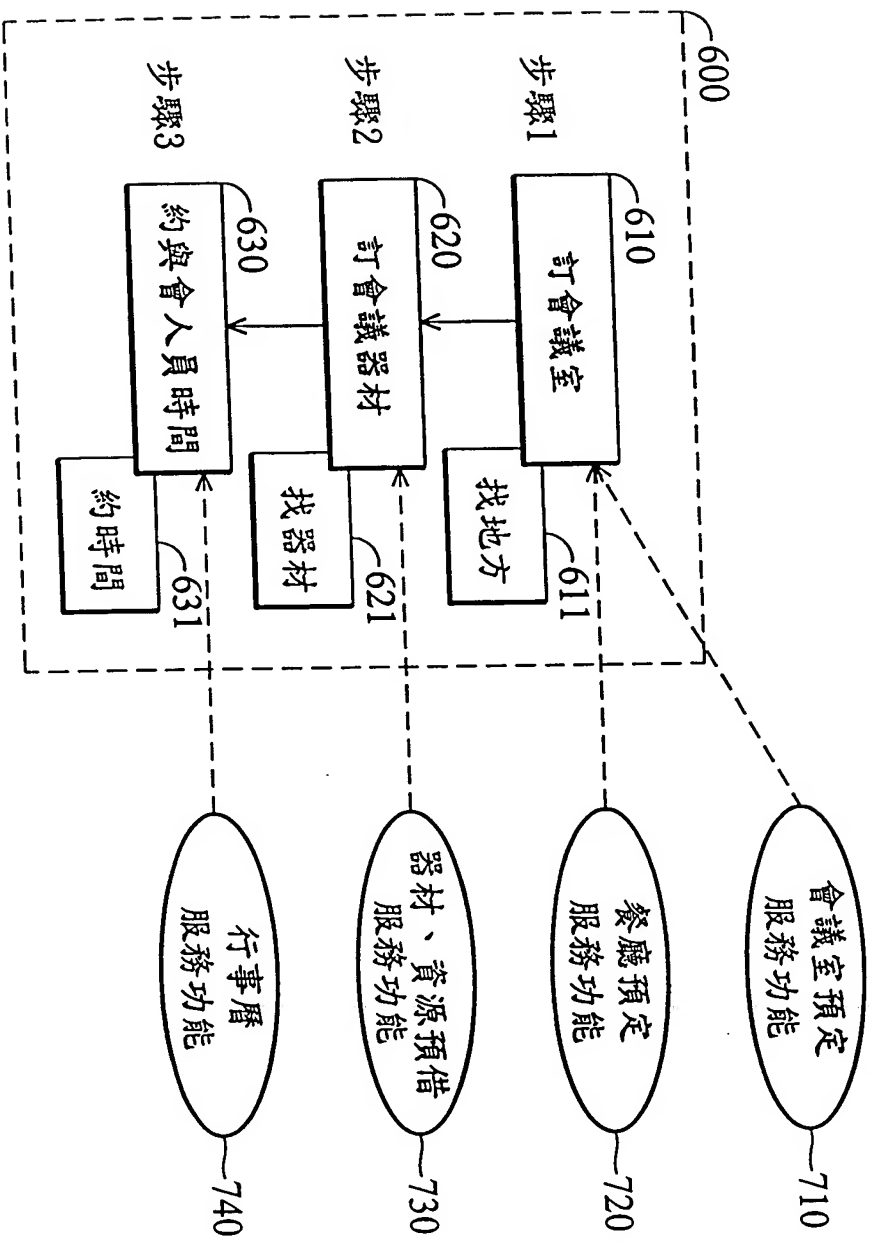 600
步驟1
610
訂會議室
找地方
611
步驟2
620
訂會議器材
找器材
621
步驟3
630
約與會人員時間
約時間
631
會議室預定
服務功能
710
餐廳預定
服務功能
720
器材、資源預借
服務功能
730
行事曆
服務功能
740